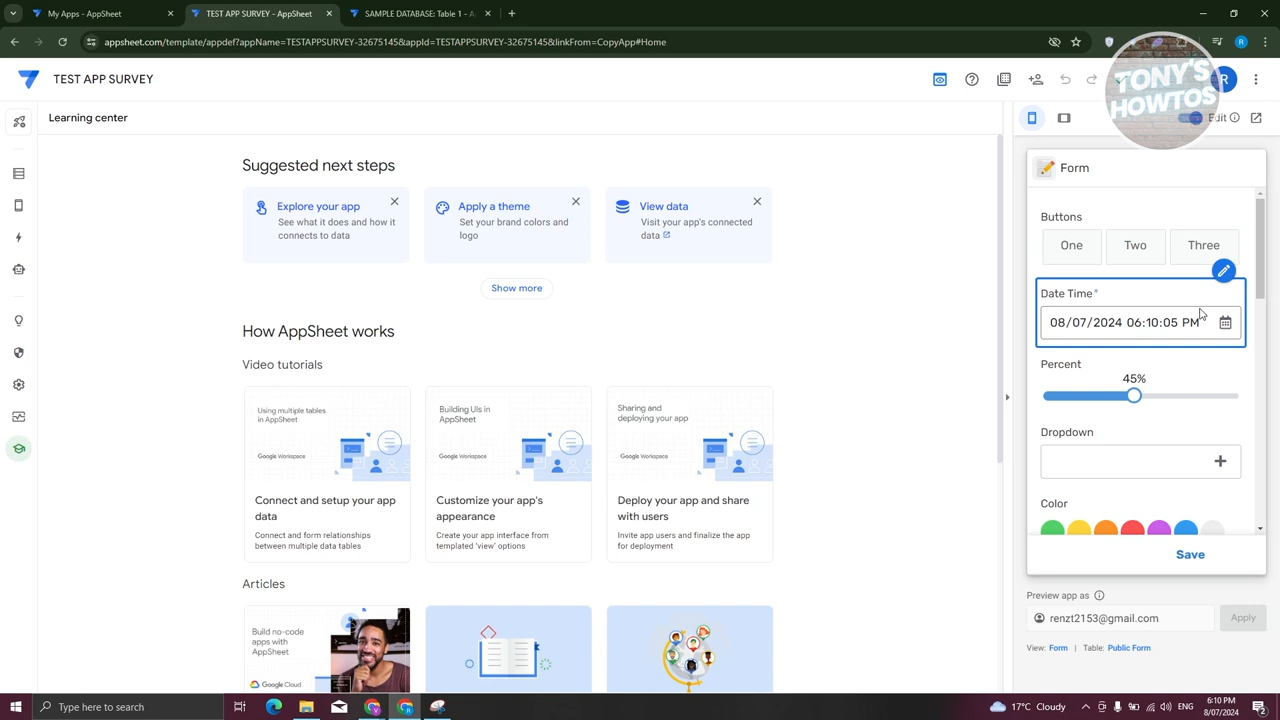 My Apps - AppSheet
TEST APP SURVEY - AppSheet
SAMPLE DATABASE: Table 1 - A
appsheet.com/template/appdef?appName=TESTAPPSURVEY-32675145&appId=TESTAPPSURVEY-32675145&linkFrom=CopyApp#Home
TEST APP SURVEY
R
TONY'S
HOWTOS
Learning center
Edit
Suggested next steps
Explore your app
See what it does and how it
connects to data
Apply a theme
Set your brand colors and
logo
View data
Visit your app's connected
data
Show more
How AppSheet works
Video tutorials
Using multiple tables
in AppSheet
Google Workspace
Connect and setup your app
data
Connect and form relationships
between multiple data tables
Building UIs in
AppSheet
Google Workspace
Customize your app's
appearance
Create your app interface from
templated 'view' options
Sharing and
deploying your app
Google Workspace
Deploy your app and share
with users
Invite app users and finalize the app
for deployment
Articles
Build no-code
apps with
AppSheet
Google Cloud
Form
Buttons
One
Two
Three
Date Time*
08/07/2024 06:10:05 PM
Percent
45%
Dropdown
Color
Save
Preview app as
renzt2153@gmail.com
Apply
View: Form | Table: Public Form
Type here to search
17°C Cloudy
ENG
6:10 PM
8/07/2024